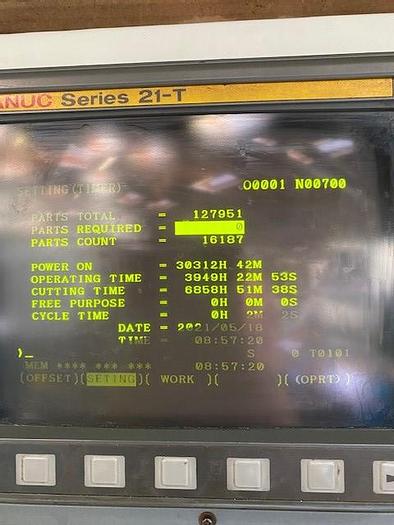 ANUC Series 21-T
SETTING(TIMER) O0001 N00700
PARTS TOTAL = 127951
PARTS REQUIRED = 0
PARTS COUNT = 16187
POWER ON = 30312H 42M
OPERATING TIME = 3949H 22M 53S
CUTTING TIME = 6858H 51M 38S
FREE PURPOSE = 0H 0M 0S
CYCLE TIME = 0H 2M 2S
DATE = 2021/05/18
TIME = 08:57:20
)_
S 0 T0101
MEM **** *** *** 08:57:20
(OFFSET)(SETING)( WORK )( )( (OPRT)